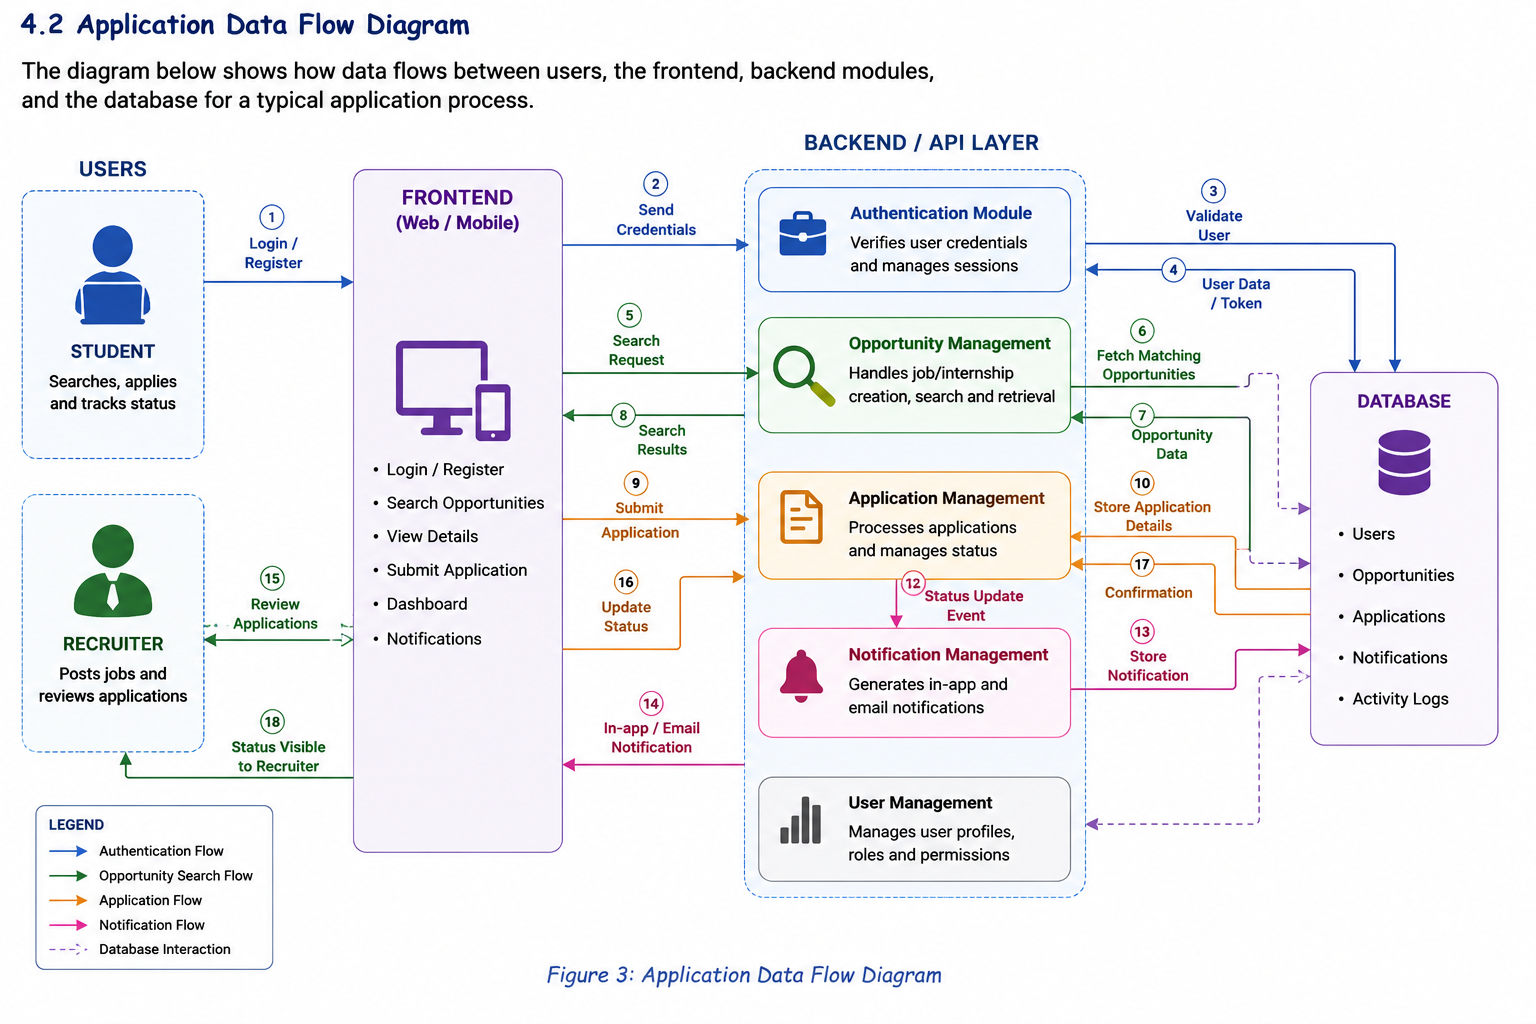 4.2 Application Data Flow Diagram
The diagram below shows how data flows between users, the frontend, backend modules,
and the database for a typical application process.
USERS
STUDENT
Searches, applies
and tracks status
RECRUITER
Posts jobs and
reviews applications
1
Login /
Register
15
Review
Applications
18
Status Visible
to Recruiter
FRONTEND
(Web / Mobile)
• Login / Register
• Search Opportunities
• View Details
• Submit Application
• Dashboard
• Notifications
2
Send
Credentials
5
Search
Request
8
Search
Results
9
Submit
Application
16
Update
Status
14
In-app / Email
Notification
BACKEND / API LAYER
Authentication Module
Verifies user credentials
and manages sessions
Opportunity Management
Handles job/internship
creation, search and retrieval
Application Management
Processes applications
and manages status
12
Status Update
Event
Notification Management
Generates in-app and
email notifications
User Management
Manages user profiles,
roles and permissions
3
Validate
User
4
User Data
/ Token
6
Fetch Matching
Opportunities
7
Opportunity
Data
10
Store Application
Details
17
Confirmation
13
Store
Notification
DATABASE
• Users
• Opportunities
• Applications
• Notifications
• Activity Logs
LEGEND
Authentication Flow
Opportunity Search Flow
Application Flow
Notification Flow
Database Interaction
Figure 3: Application Data Flow Diagram